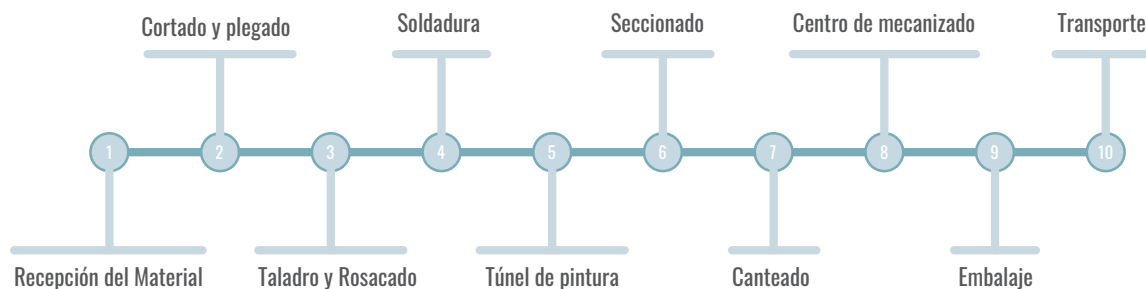 Cortado y plegado
Soldadura
Seccionado
Centro de mecanizado
Transporte
1
2
3
4
5
6
7
8
9
10
Recepción del Material
Taladro y Rosacado
Túnel de pintura
Canteado
Embalaje